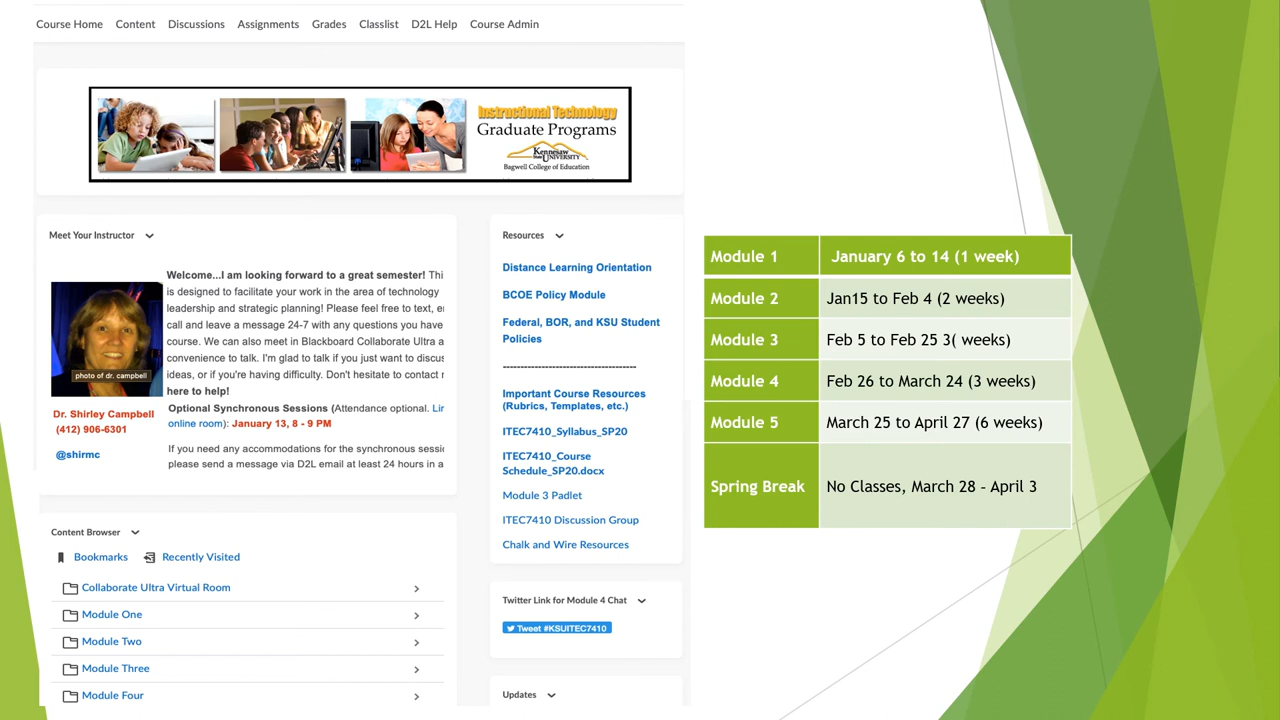 Course Home Content Discussions Assignments Grades Classlist D2L Help Course Admin
Instructional Technology
Graduate Programs
Kennesaw
State UNIVERSITY
Bagwell College of Education
Meet Your Instructor
Welcome...I am looking forward to a great semester! Thi
is designed to facilitate your work in the area of technology
leadership and strategic planning! Please feel free to text, e
call and leave a message 24-7 with any questions you have
course. We can also meet in Blackboard Collaborate Ultra a
convenience to talk. I'm glad to talk if you just want to discus
ideas, or if you're having difficulty. Don't hesitate to contact
here to help!
photo of dr. campbell
Dr. Shirley Campbell
(412) 906-6301
@shirmc
Optional Synchronous Sessions (Attendance optional. Lin
online room): January 13, 8 - 9 PM
If you need any accommodations for the synchronous sessio
please send a message via D2L email at least 24 hours in a
Content Browser
Bookmarks Recently Visited
Collaborate Ultra Virtual Room
Module One
Module Two
Module Three
Module Four
Resources
Distance Learning Orientation
BCOE Policy Module
Federal, BOR, and KSU Student
Policies
--------------------------------------
Important Course Resources
(Rubrics, Templates, etc.)
ITEC7410_Syllabus_SP20
ITEC7410_Course
Schedule_SP20.docx
Module 3 Padlet
ITEC7410 Discussion Group
Chalk and Wire Resources
Twitter Link for Module 4 Chat
Tweet #KSUITEC7410
Updates
Module 1 January 6 to 14 (1 week)
Module 2 Jan15 to Feb 4 (2 weeks)
Module 3 Feb 5 to Feb 25 3( weeks)
Module 4 Feb 26 to March 24 (3 weeks)
Module 5 March 25 to April 27 (6 weeks)
Spring Break No Classes, March 28 – April 3